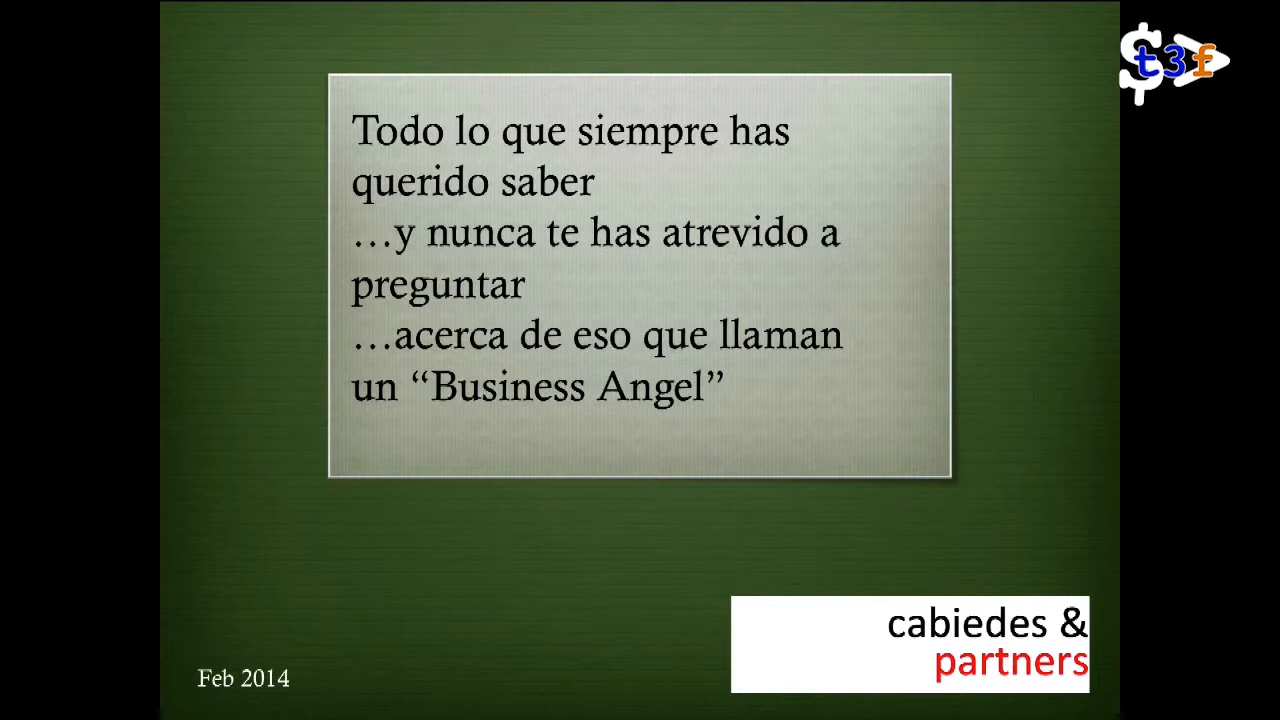 $t3f
Todo lo que siempre has
querido saber
…y nunca te has atrevido a
preguntar
…acerca de eso que llaman
un “Business Angel”
cabiedes &
partners
Feb 2014